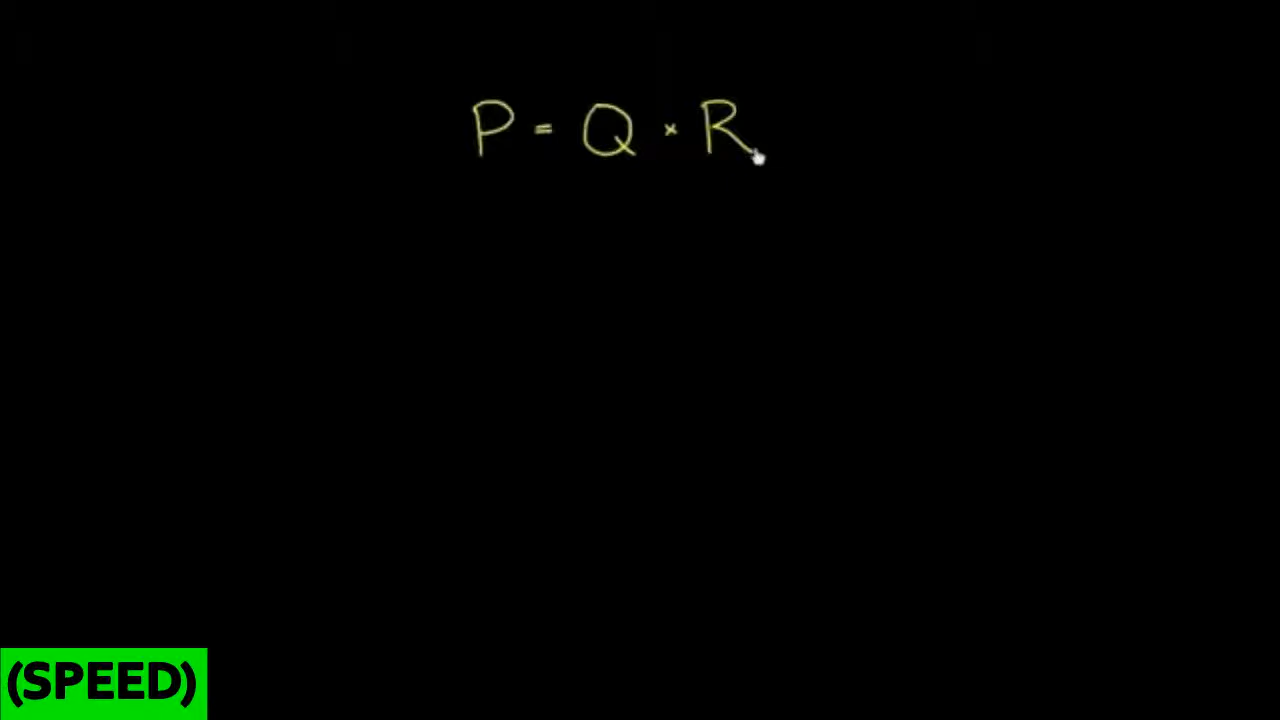 P = Q × R
(SPEED)